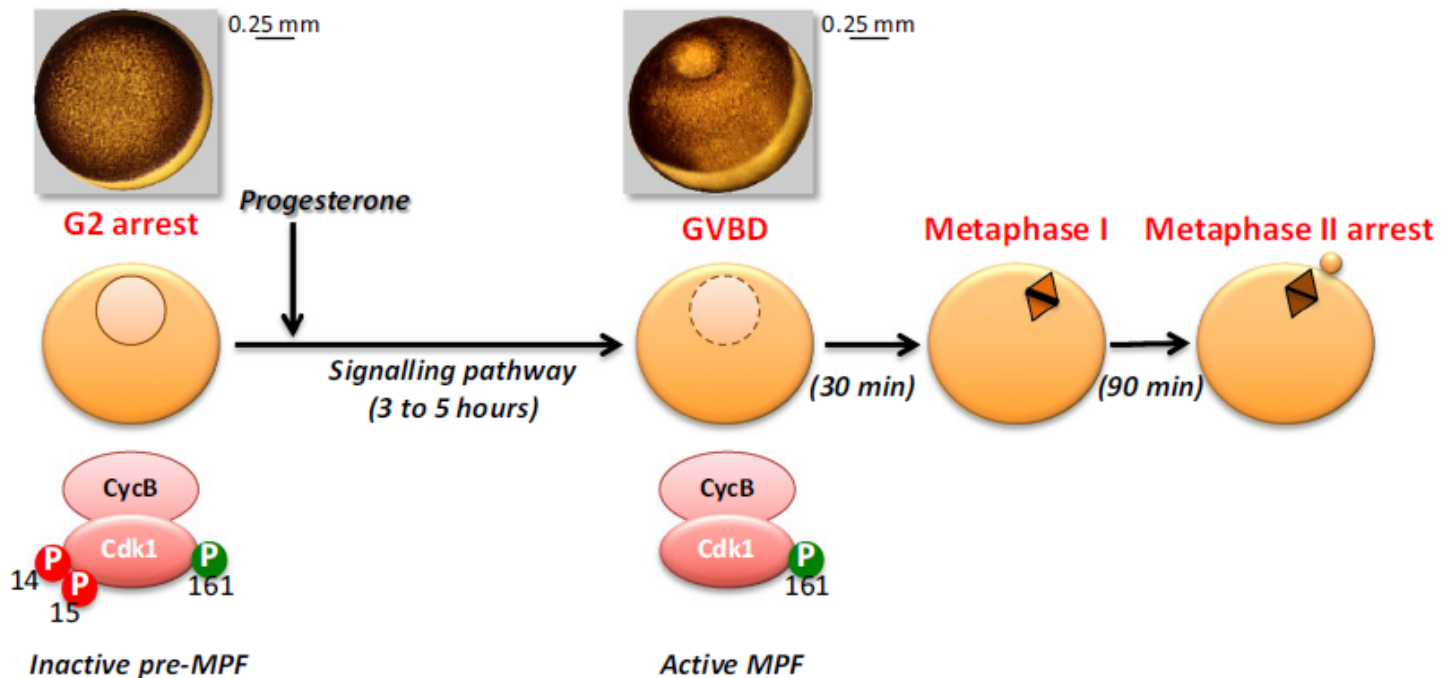 0.25 mm
0.25 mm
Progesterone
G2 arrest
GVBD
Metaphase I
Metaphase II arrest
Signalling pathway
(3 to 5 hours)
(30 min)
(90 min)
CycB
CycB
Cdk1
Cdk1
P
P
P
P
14
15
161
161
Inactive pre-MPF
Active MPF